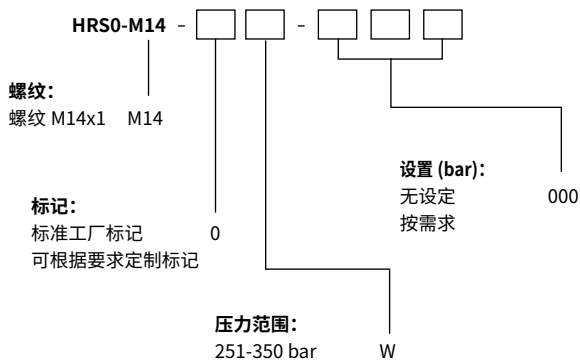 HRS0-M14 - -
螺纹：
螺纹 M14x1 M14
设置 (bar)：
无设定 000
按需求
标记：
标准工厂标记 0
可根据要求定制标记
压力范围：
251-350 bar W